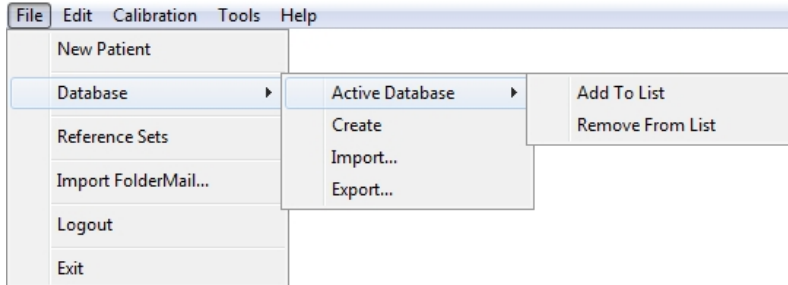 File Edit Calibration Tools Help
New Patient
Database
Active Database
Add To List
Remove From List
Create
Import...
Export...
Reference Sets
Import FolderMail...
Logout
Exit